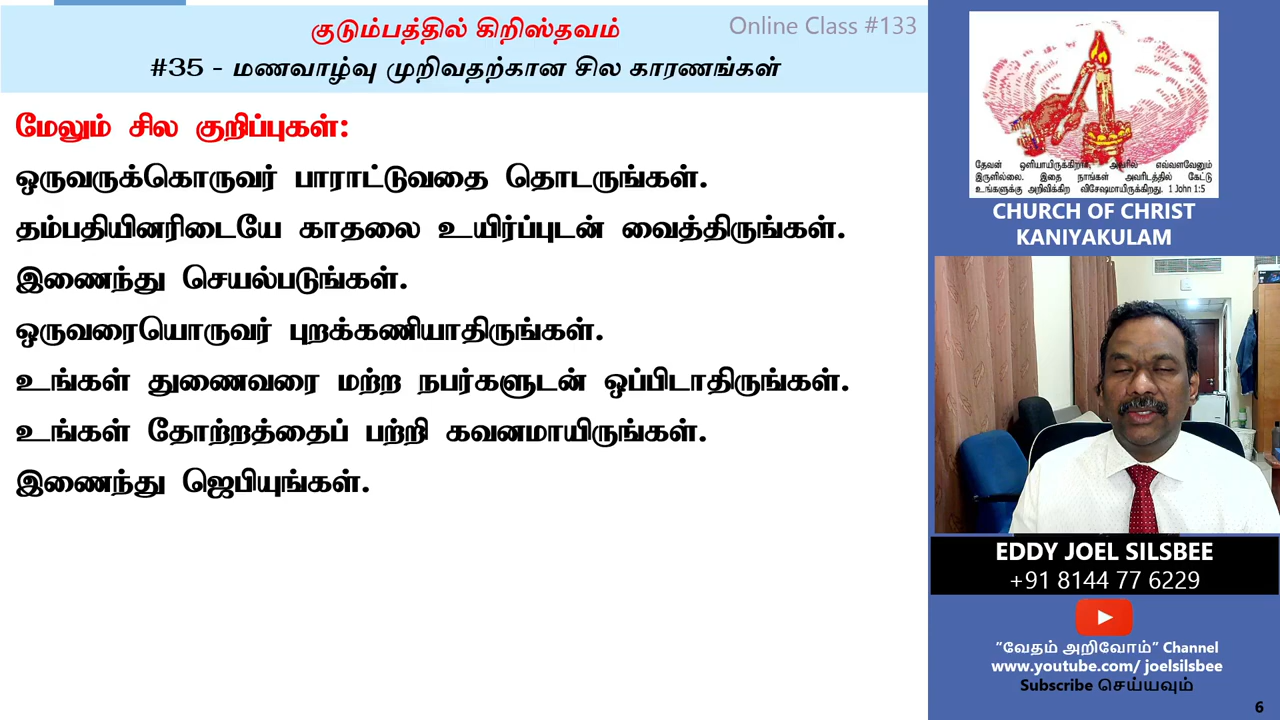 குடும்பத்தில் கிறிஸ்தவம்
Online Class #133
#35 - மணவாழ்வு முறிவதற்கான சில காரணங்கள்
மேலும் சில குறிப்புகள்:
ஒருவருக்கொருவர் பாராட்டுவதை தொடருங்கள்.
தம்பதியினரிடையே காதலை உயிர்ப்புடன் வைத்திருங்கள்.
இணைந்து செயல்படுங்கள்.
ஒருவரையொருவர் புறக்கணியாதிருங்கள்.
உங்கள் துணைவரை மற்ற நபர்களுடன் ஒப்பிடாதிருங்கள்.
உங்கள் தோற்றத்தைப் பற்றி கவனமாயிருங்கள்.
இணைந்து ஜெபியுங்கள்.
தேவன் ஒளியாயிருக்கிறார், அவரில் எவ்வளவேனும்
இருளில்லை. இதை நாங்கள் அவரிடத்தில் கேட்டு
உங்களுக்கு அறிவிக்கிற விசேஷமாயிருக்கிறது. 1 John 1:5
CHURCH OF CHRIST
KANIYAKULAM
EDDY JOEL SILSBEE
+91 8144 77 6229
"வேதம் அறிவோம்" Channel
www.youtube.com/ joelsilsbee
Subscribe செய்யவும்
6